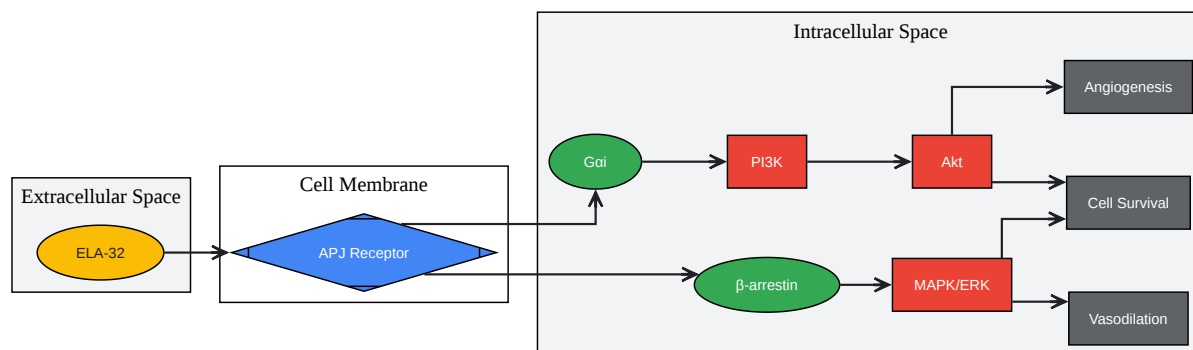 Intracellular Space
Angiogenesis
Gαi
PI3K
Akt
Cell Membrane
Extracellular Space
Cell Survival
ELA-32
APJ Receptor
β-arrestin
MAPK/ERK
Vasodilation